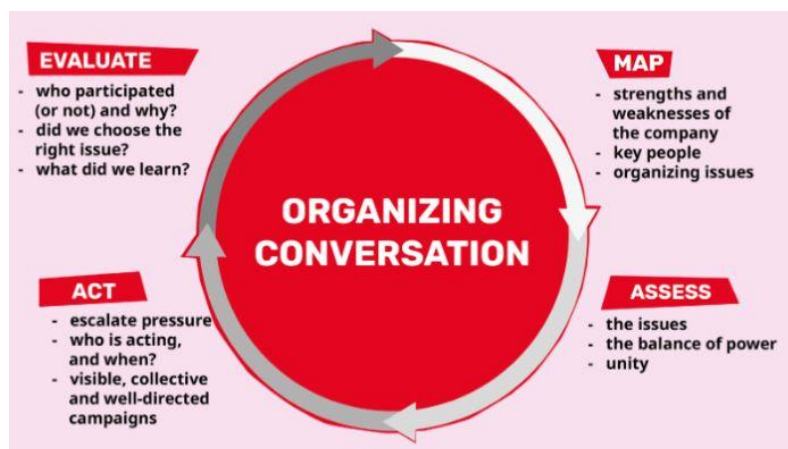 EVALUATE
- who participated
(or not) and why?
- did we choose the
right issue?
- what did we learn?
MAP
- strengths and
weaknesses of
the company
- key people
- organizing issues
ORGANIZING
CONVERSATION
ACT
- escalate pressure
- who is acting,
and when?
- visible, collective
and well-directed
campaigns
ASSESS
- the issues
- the balance of power
- unity